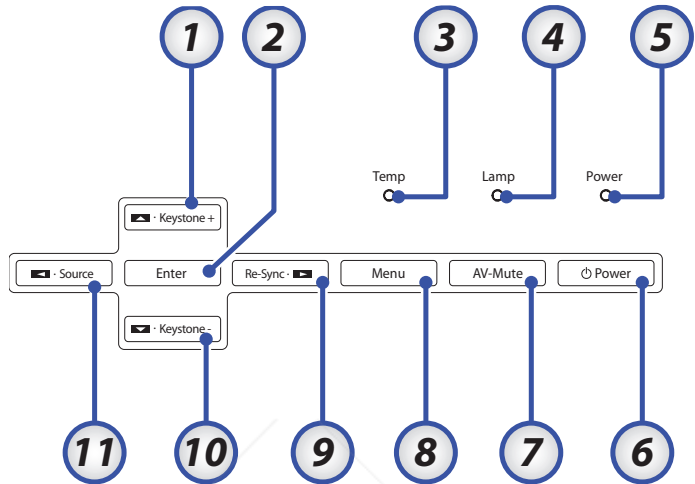 1 2 3 4 5
Temp Lamp Power
· Keystone +
· Source Enter Re-Sync · Menu AV-Mute Power
· Keystone -
11 10 9 8 7 6